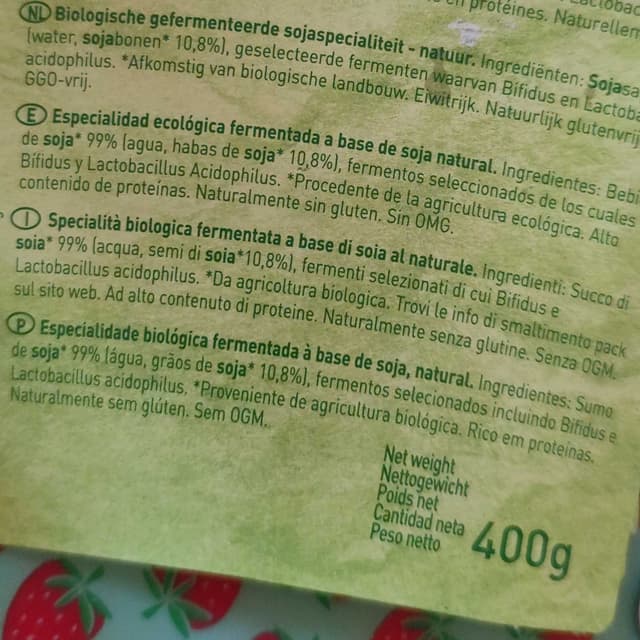 protéines. Naturellem
NL Biologische gefermenteerde sojaspecialiteit - natuur. Ingrediënten: Sojasa
(water, sojabonen* 10,8%), geselecteerde fermenten waarvan Bifidus en Lactoba
acidophilus. *Afkomstig van biologische landbouw. Eiwitrijk. Natuurlijk glutenvrij
GGO-vrij.
E Especialidad ecológica fermentada a base de soja natural. Ingredientes: Bebi
de soja* 99% (agua, habas de soja* 10,8%), fermentos seleccionados de los cuales
Bífidus y Lactobacillus Acidophilus. *Procedente de la agricultura ecológica. Alto
contenido de proteínas. Naturalmente sin gluten. Sin OMG.
I Specialità biologica fermentata a base di soia al naturale. Ingredienti: Succo di
soia* 99% (acqua, semi di soia*10,8%), fermenti selezionati di cui Bifidus e
Lactobacillus acidophilus. *Da agricoltura biologica. Trovi le info di smaltimento pack
sul sito web. Ad alto contenuto di proteine. Naturalmente senza glutine. Senza OGM.
P Especialidade biológica fermentada à base de soja, natural. Ingredientes: Sumo
de soja* 99% (água, grãos de soja* 10,8%), fermentos selecionados incluindo Bifidus e
Lactobacillus acidophilus. *Proveniente de agricultura biológica. Rico em proteínas.
Naturalmente sem glúten. Sem OGM.
Net weight
Nettogewicht
Poids net
Cantidad neta
Peso netto
400g